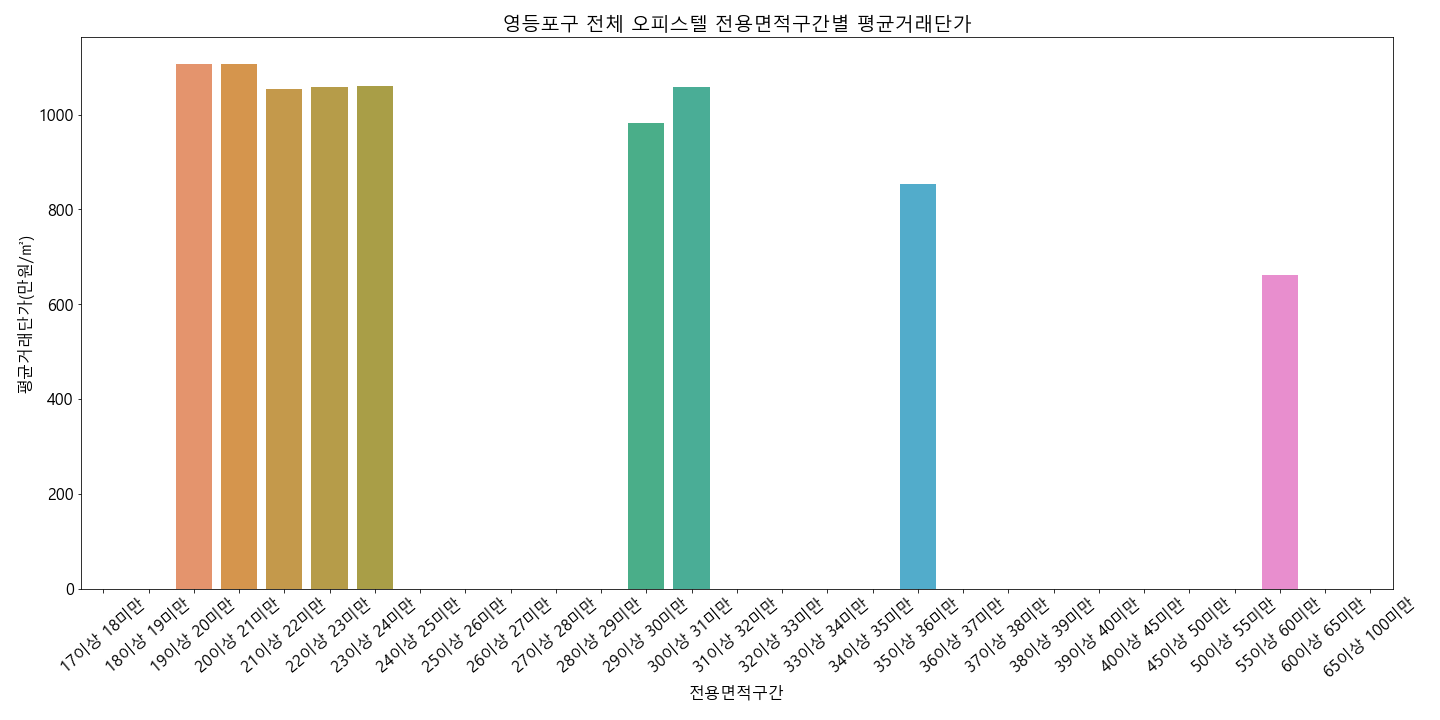 영등포구 전체 오피스텔 전용면적구간별 평균거래단가
평균거래단가(만원/㎡)
1000
800
600
400
200
0
17이상 18미만
18이상 19미만
19이상 20미만
20이상 21미만
21이상 22미만
22이상 23미만
23이상 24미만
24이상 25미만
25이상 26미만
26이상 27미만
27이상 28미만
28이상 29미만
29이상 30미만
30이상 31미만
31이상 32미만
32이상 33미만
33이상 34미만
34이상 35미만
35이상 36미만
36이상 37미만
37이상 38미만
38이상 39미만
39이상 40미만
40이상 45미만
45이상 50미만
50이상 55미만
55이상 60미만
60이상 65미만
65이상 100미만
전용면적구간